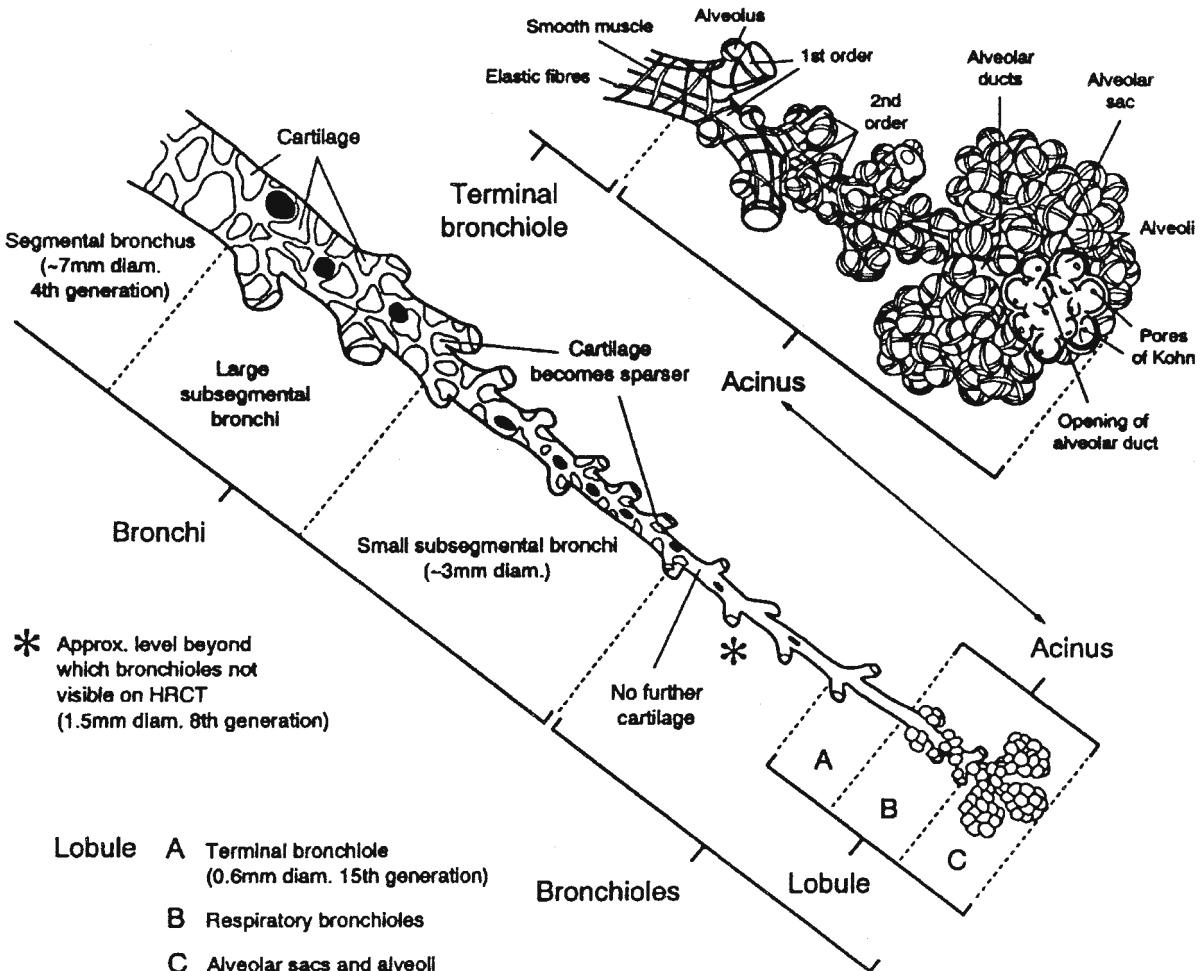 Smooth muscle
Alveolus
1st order
Elastic fibres
2nd
order
Alveolar
ducts
Alveolar
sac
Alveoli
Pores
of Kohn
Opening of
alveolar duct
Terminal
bronchiole
Acinus
Cartilage
Segmental bronchus
(~7mm diam.
4th generation)
Large
subsegmental
bronchi
Cartilage
becomes sparser
Bronchi
Small subsegmental bronchi
(~3mm diam.)
* Approx. level beyond
which bronchioles not
visible on HRCT
(1.5mm diam. 8th generation)
*
No further
cartilage
Acinus
A
B
C
Lobule
Bronchioles
Lobule A Terminal bronchiole
(0.6mm diam. 15th generation)
B Respiratory bronchioles
C Alveolar sacs and alveoli